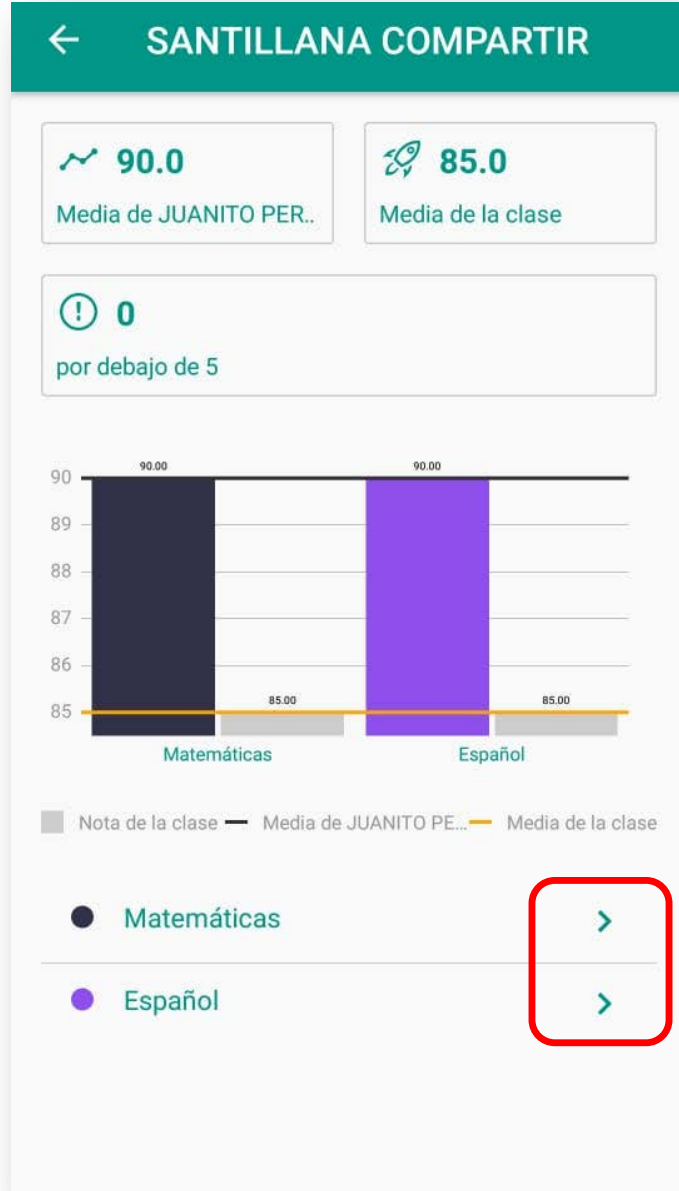 SANTILLANA COMPARTIR
90.0
Media de JUANITO PER..
85.0
Media de la clase
0
por debajo de 5
90.00 90.00
90
89
88
87
86
85
85.00 85.00
Matemáticas Español
Nota de la clase Media de JUANITO PE... Media de la clase
Matemáticas
Español